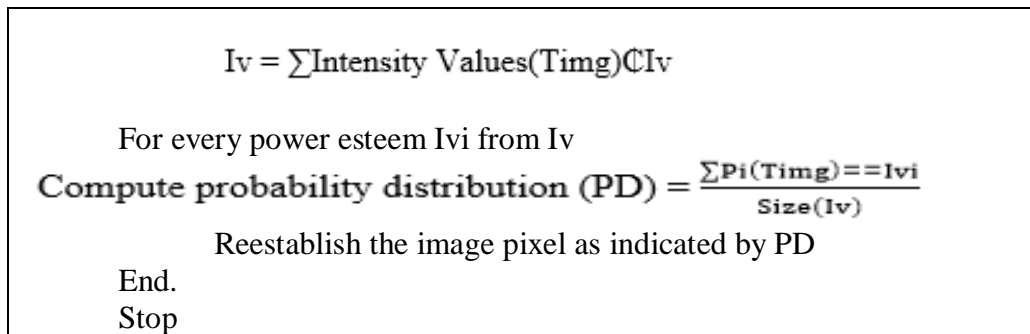 Iv = ∑Intensity Values(Timg)₵Iv
For every power esteem Ivi from Iv
Compute probability distribution (PD) = ∑Pi(Timg)==Ivi / Size(Iv)
Reestablish the image pixel as indicated by PD
End.
Stop